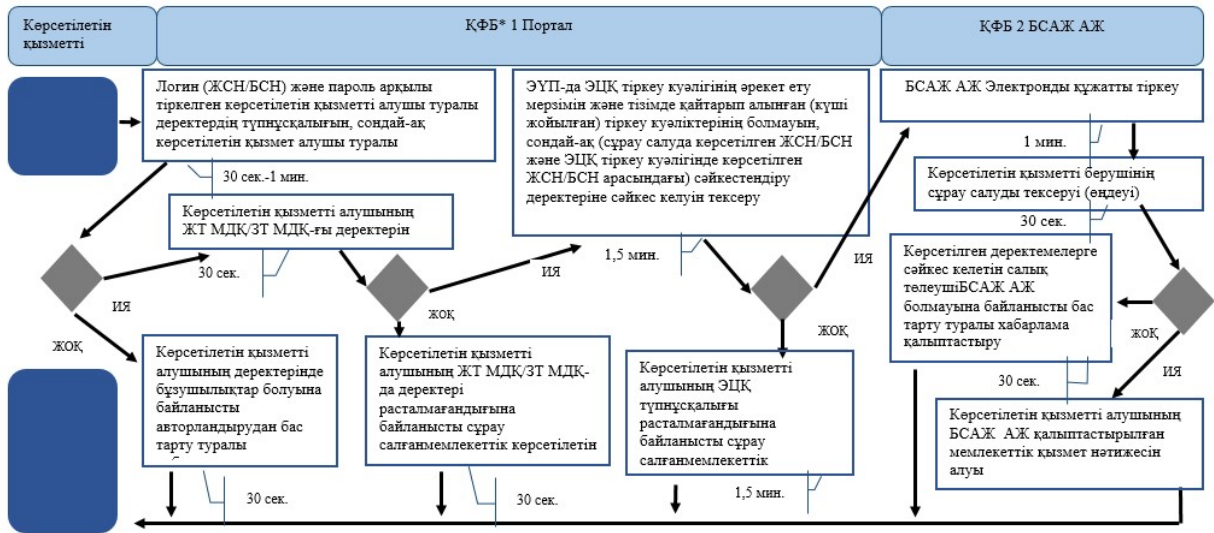 Көрсетілетін
қызметті
ҚФБ* 1 Портал
ҚФБ 2 БСАЖ АЖ
Логин (ЖСН/БСН) және пароль арқылы
тіркелген көрсетілетін қызметті алушы туралы
деректердің түпнұсқалығын, сондай-ақ
көрсетілетін қызмет алушы туралы
30 сек.-1 мин.
Көрсетілетін қызметті алушының
ЖТ МДҚ/ЗТ МДҚ-ғы деректерін
30 сек.
ИЯ
ЖОҚ
Көрсетілетін қызметті
алушының деректерінде
бұзушылықтар болуына
байланысты
авторландырудан бас
тарту туралы
30 сек.
ЭҮП-да ЭЦҚ тіркеу куәлігінің әрекет ету
мерзімін және тізімде қайтарып алынған (күші
жойылған) тіркеу куәліктерінің болмауын,
сондай-ақ (сұрау салуда көрсетілген ЖСН/БСН
және ЭЦҚ тіркеу куәлігінде көрсетілген
ЖСН/БСН арасындағы) сәйкестендіру
деректеріне сәйкес келуін тексеру
1,5 мин.
ИЯ
ЖОҚ
Көрсетілетін қызметті
алушының ЖТ МДҚ/ЗТ МДҚ-
да деректері
расталмағандығына
байланысты сұрау
салғанмемлекеттік көрсетілетін
30 сек.
ИЯ
ЖОҚ
Көрсетілетін қызметті
алушының ЭЦҚ
түпнұсқалығы
расталмағандығына
байланысты сұрау
салғанмемлекеттік
1,5 мин.
БСАЖ АЖ Электронды құжатты тіркеу
1 мин.
Көрсетілетін қызметті берушінің
сұрау салуды тексеруі (өңдеуі)
30 сек.
Көрсетілген деректемелерге
сәйкес келетін салық
төлеушіБСАЖ АЖ
болмауына байланысты бас
тарту туралы хабарлама
қалыптастыру
ЖОҚ
ИЯ
30 сек.
Көрсетілетін қызметті алушының
БСАЖ АЖ қалыптастырылған
мемлекеттік қызмет нәтижесін
алуы